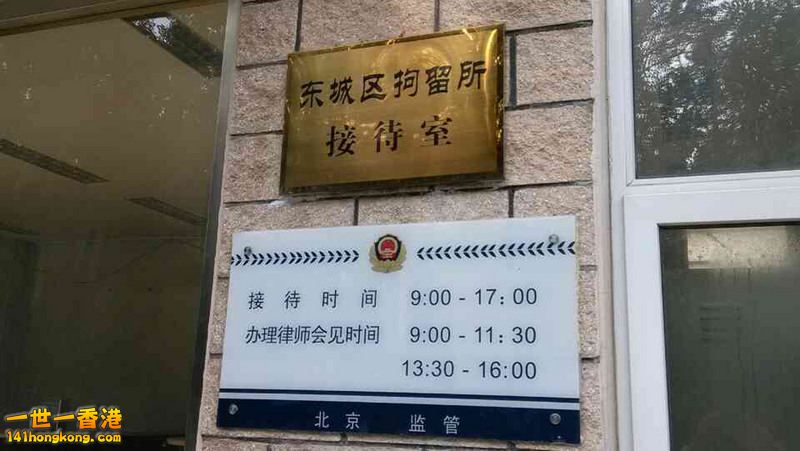 东城区拘留所
接待室
接待时间 9:00 - 17:00
办理律师会见时间 9:00 - 11:30
13:30 - 16:00
北京 监管
一世一香港
141hongkong.com